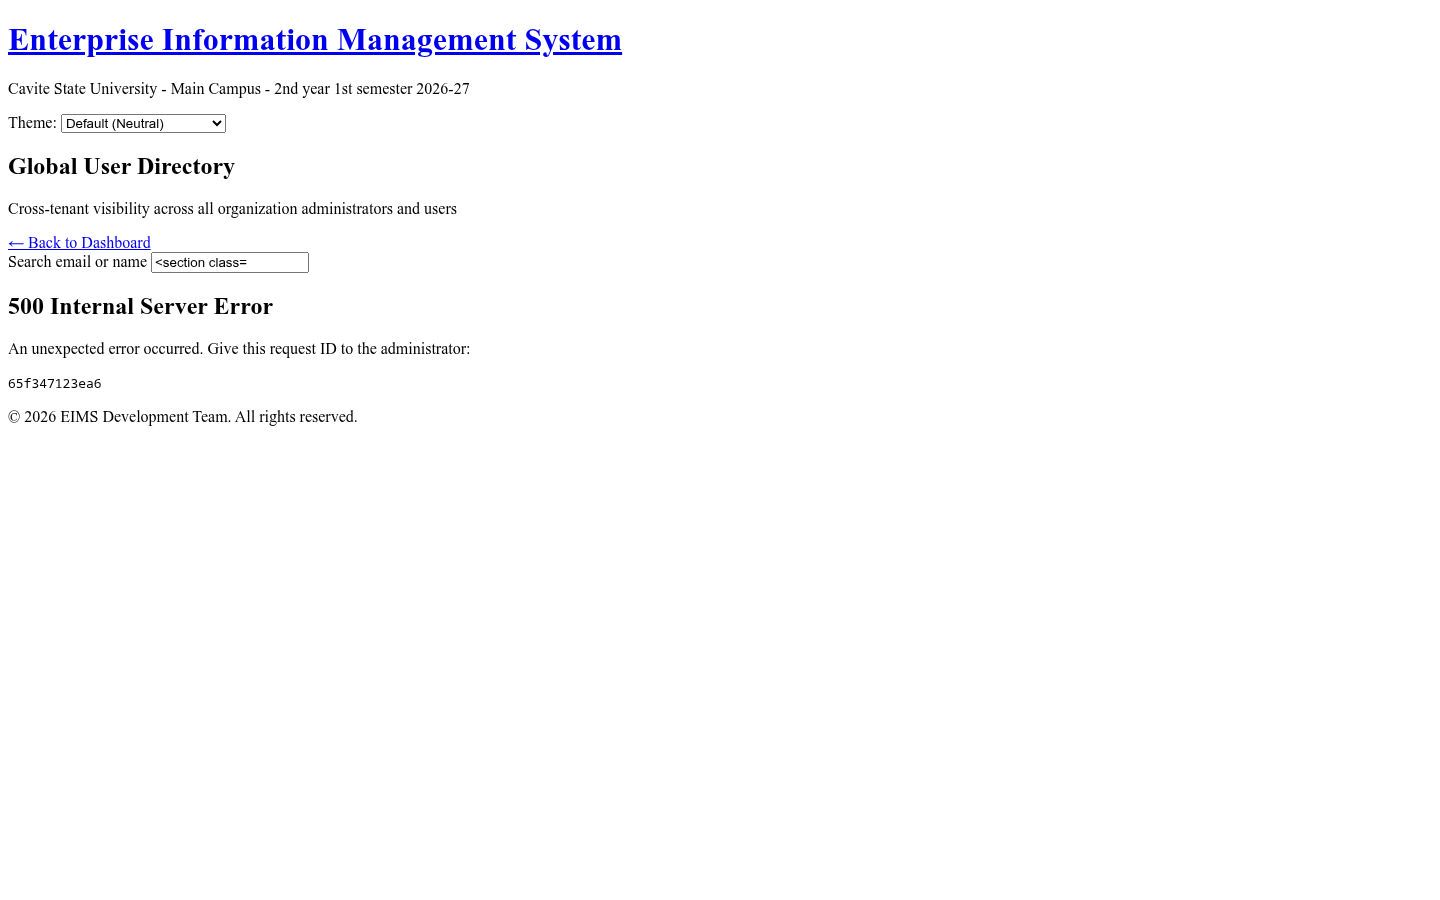 Enterprise Information Management System
Cavite State University - Main Campus - 2nd year 1st semester 2026-27
Theme: Default (Neutral)
Global User Directory
Cross-tenant visibility across all organization administrators and users
← Back to Dashboard
Search email or name <section class=
500 Internal Server Error
An unexpected error occurred. Give this request ID to the administrator:
65f347123ea6
© 2026 EIMS Development Team. All rights reserved.